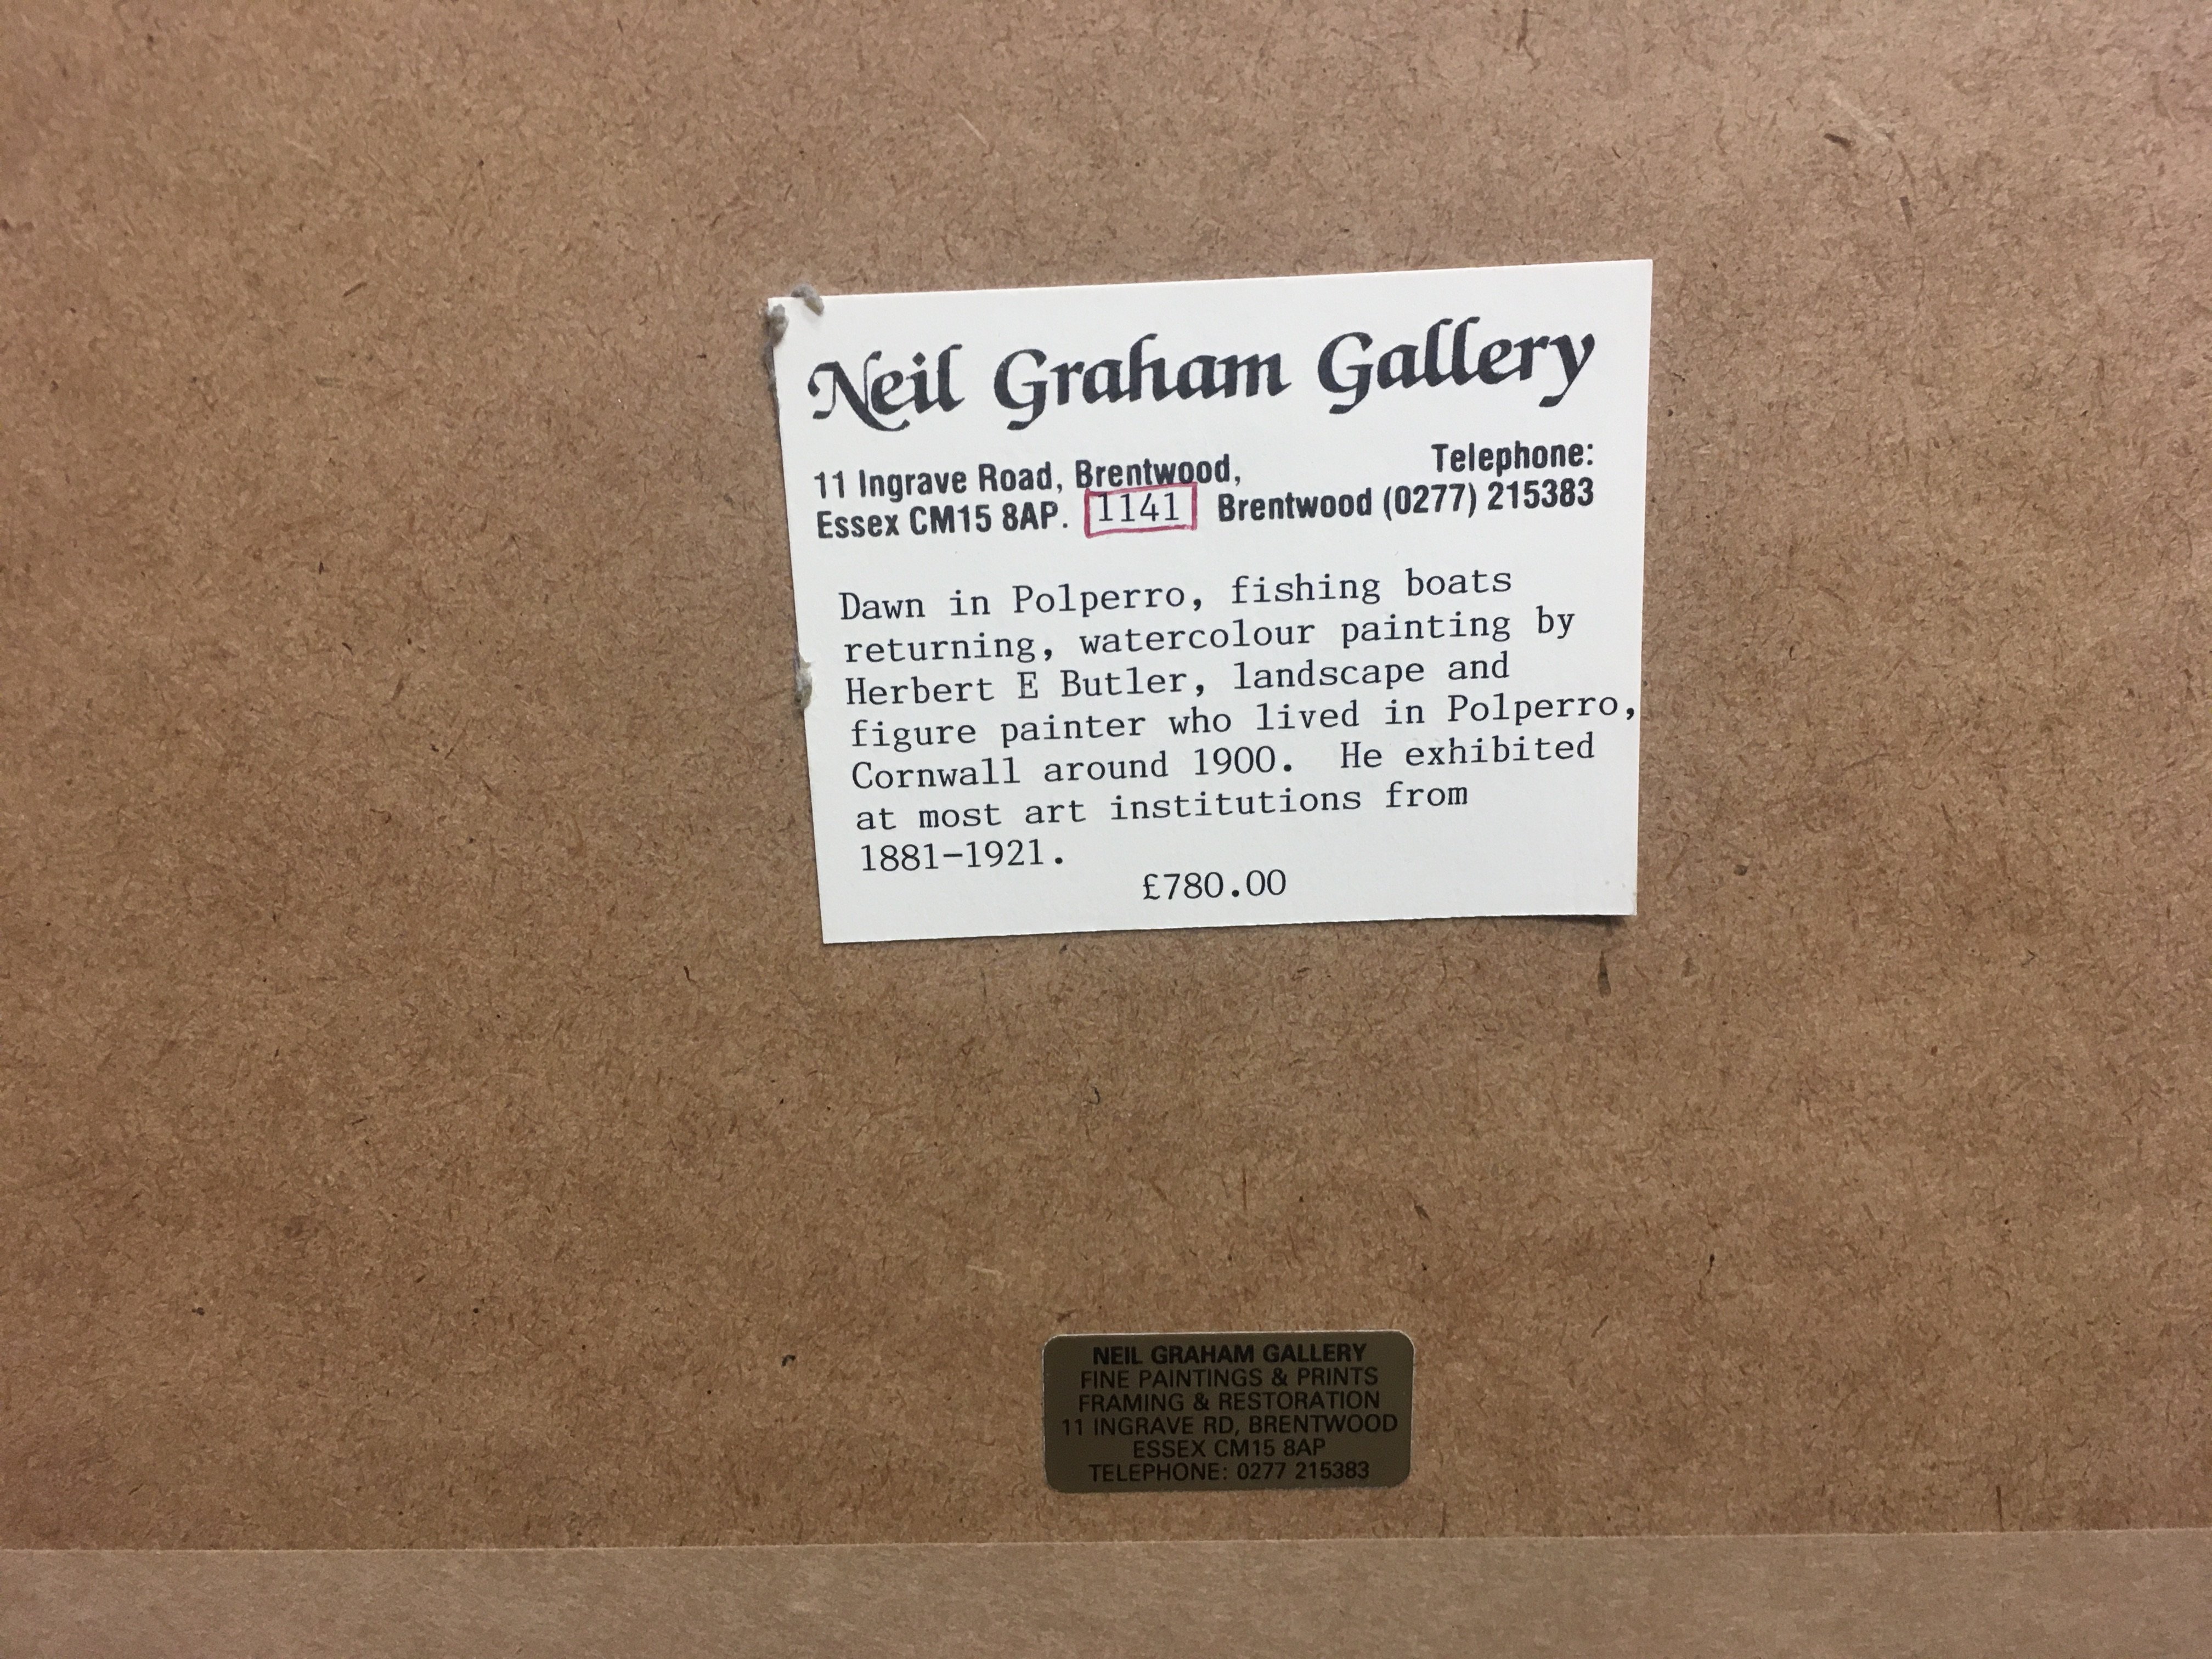 Neil Graham Gallery
11 Ingrave Road, Brentwood,
Essex CM15 8AP.
1141
Telephone:
Brentwood (0277) 215383
Dawn in Polperro, fishing boats
returning, watercolour painting by
Herbert E Butler, landscape and
figure painter who lived in Polperro,
Cornwall around 1900. He exhibited
at most art institutions from
1881-1921.
£780.00
NEIL GRAHAM GALLERY
FINE PAINTINGS & PRINTS
FRAMING & RESTORATION
11 INGRAVE RD, BRENTWOOD
ESSEX CM15 8AP
TELEPHONE: 0277 215383